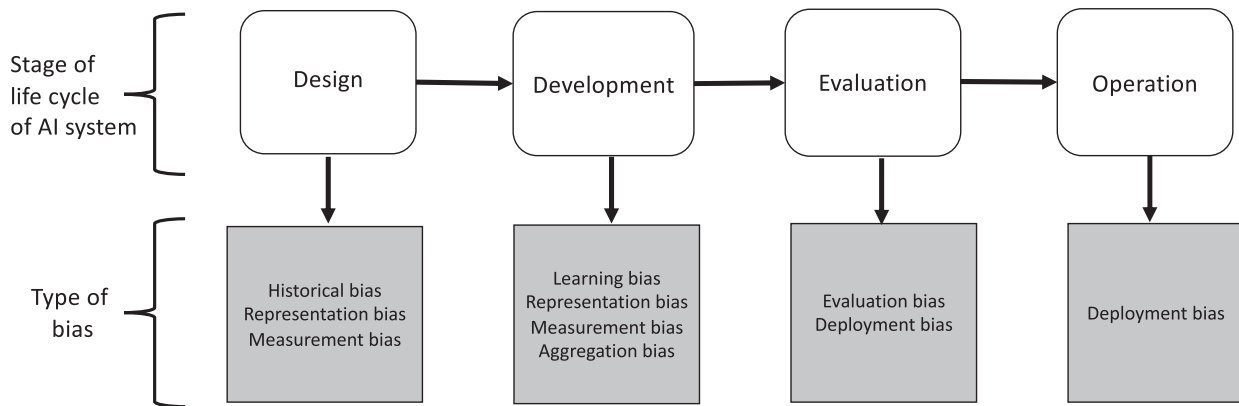 Stage of
life cycle
of AI system
Design
Development
Evaluation
Operation
Type of
bias
Historical bias
Representation bias
Measurement bias
Learning bias
Representation bias
Measurement bias
Aggregation bias
Evaluation bias
Deployment bias
Deployment bias